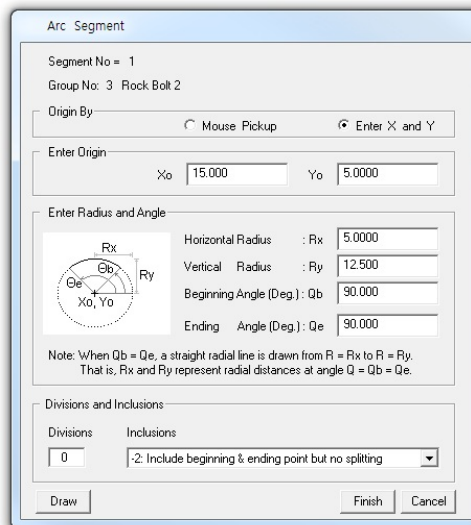 Arc Segment
Segment No = 1
Group No: 3 Rock Bolt 2
Origin By
Mouse Pickup Enter X and Y
Enter Origin
Xo 15.000 Yo 5.0000
Enter Radius and Angle
Rx
Θb
Ry
Θe
Xo, Yo
Horizontal Radius : Rx 5.0000
Vertical Radius : Ry 12.500
Beginning Angle (Deg.) : Qb 90.000
Ending Angle (Deg.) : Qe 90.000
Note: When Qb = Qe, a straight radial line is drawn from R = Rx to R = Ry.
That is, Rx and Ry represent radial distances at angle Q = Qb = Qe.
Divisions and Inclusions
Divisions Inclusions
0 -2: Include beginning & ending point but no splitting
Draw Finish Cancel